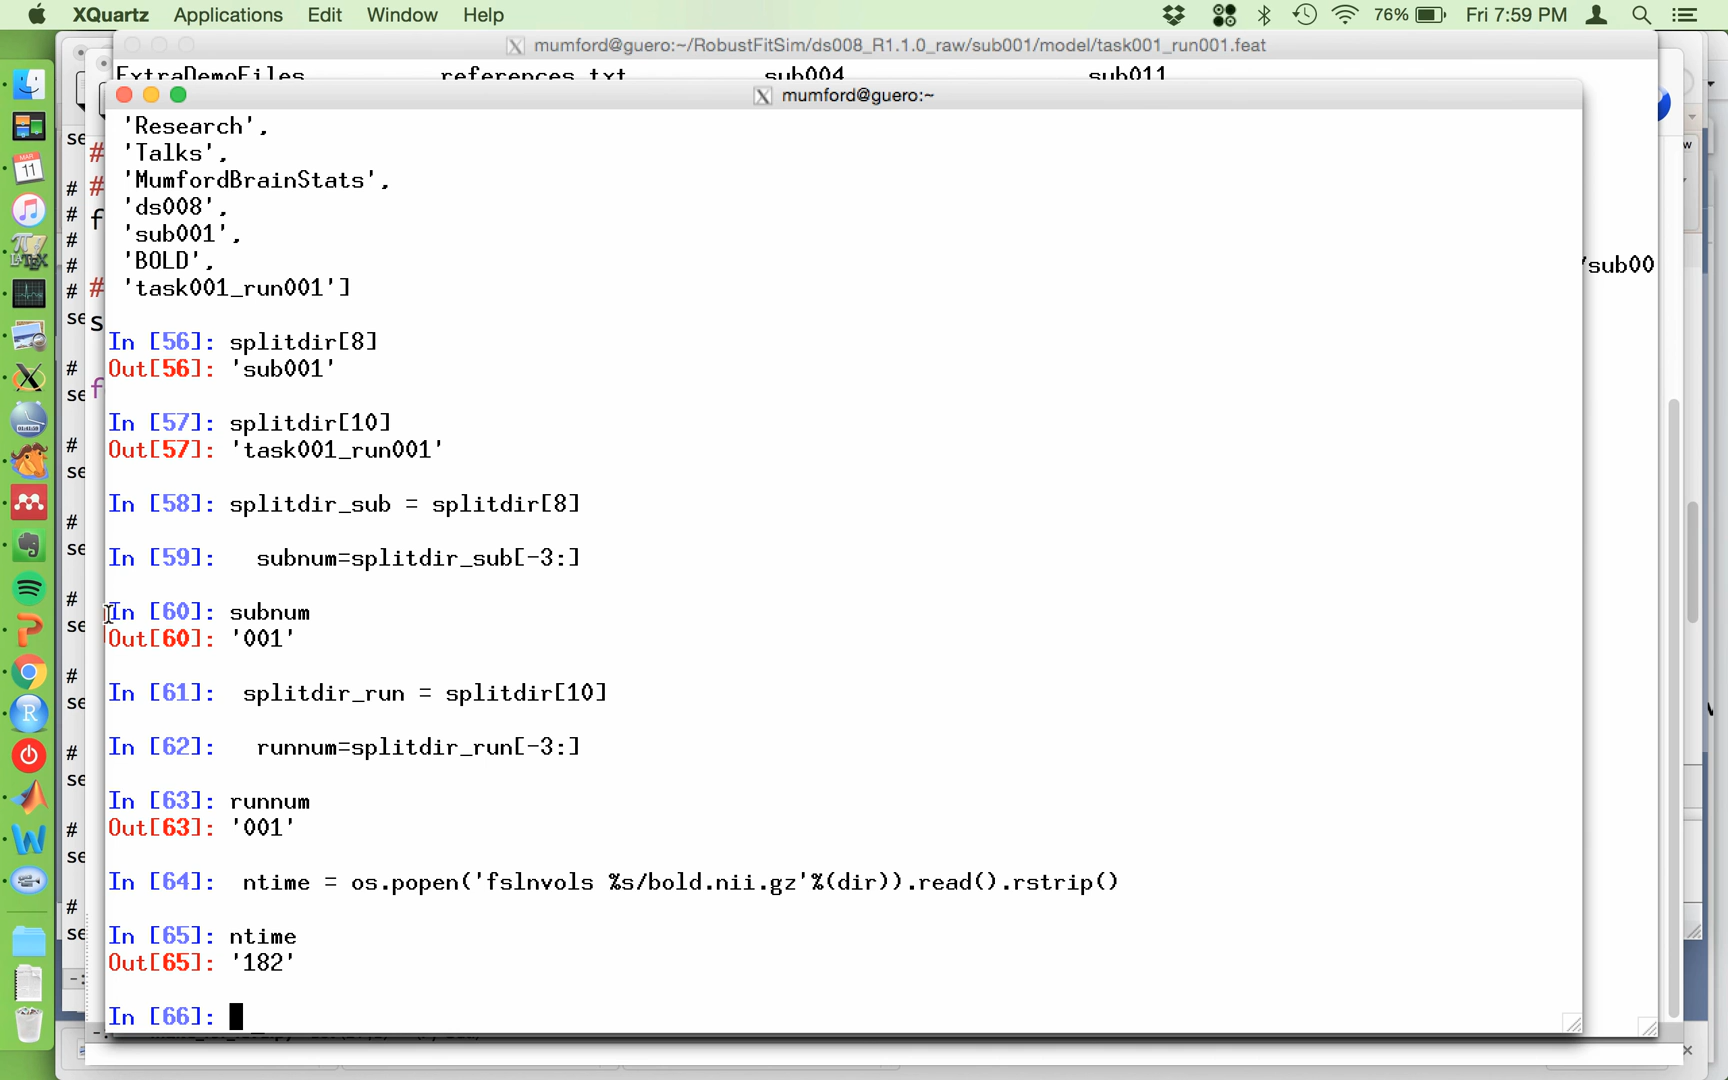 XQuartz Applications Edit Window Help 76% Fri 7:59 PM
mumford@guero:~/RobustFitSim/ds008_R1.1.0_raw/sub001/model/task001_run001.feat
ExtraDemoFiles references.txt sub004 sub011
mumford@guero:~
'Research',
'Talks',
'MumfordBrainStats',
'ds008',
'sub001',
'BOLD',
'task001_run001']
/sub00
In [56]: splitdir[8]
Out[56]: 'sub001'
In [57]: splitdir[10]
Out[57]: 'task001_run001'
In [58]: splitdir_sub = splitdir[8]
In [59]: subnum=splitdir_sub[-3:]
In [60]: subnum
Out[60]: '001'
In [61]: splitdir_run = splitdir[10]
In [62]: runnum=splitdir_run[-3:]
In [63]: runnum
Out[63]: '001'
In [64]: ntime = os.popen('fslnvols %s/bold.nii.gz'%(dir)).read().rstrip()
In [65]: ntime
Out[65]: '182'
In [66]: